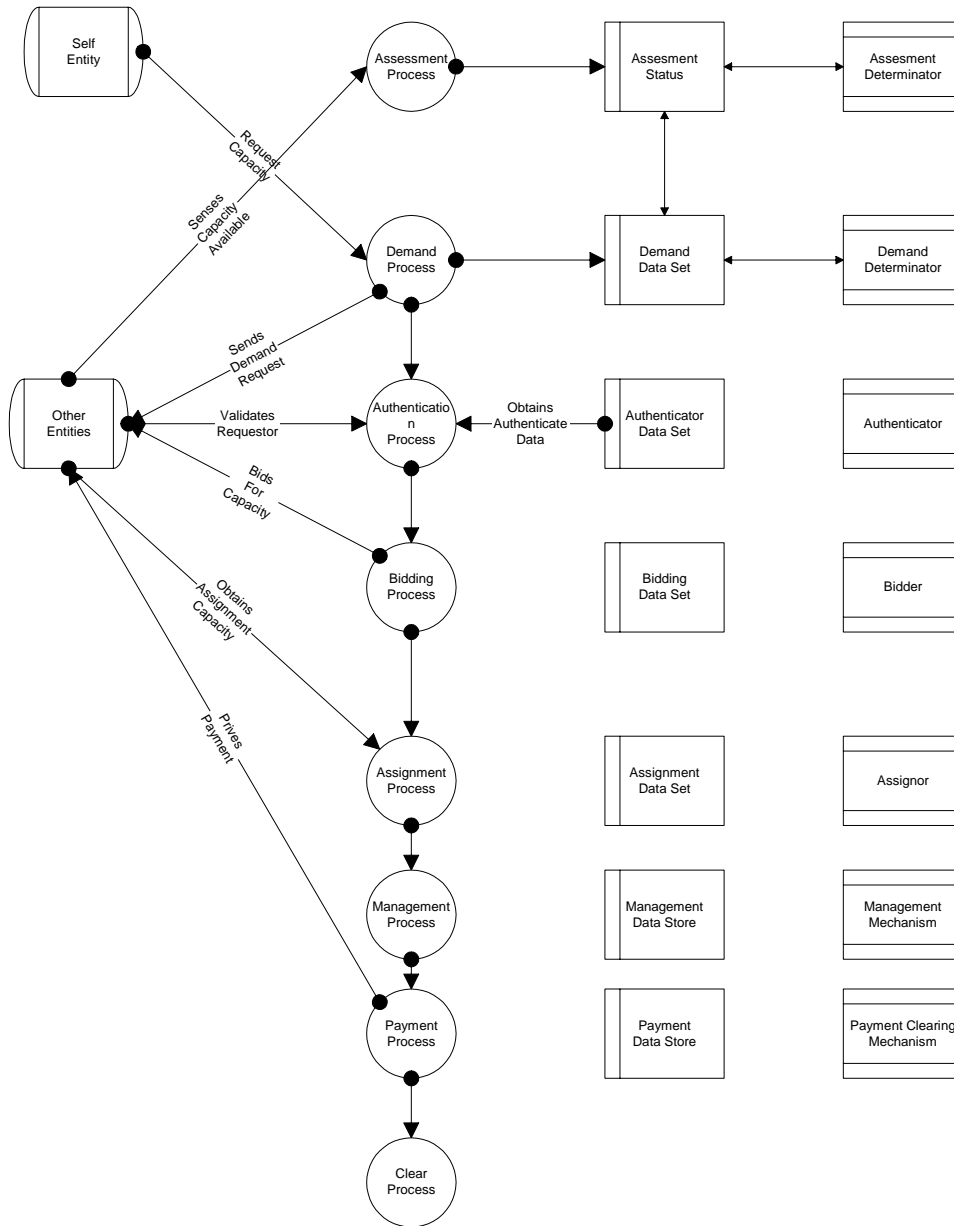 Self
Entity
Assessment
Process
Assesment
Status
Assesment
Determinator
Request
Capacity
Senses
Capacity
Available
Demand
Process
Demand
Data Set
Demand
Determinator
Sends
Demand
Request
Other
Entities
Validates
Requestor
Authenticatio
n
Process
Obtains
Authenticate
Data
Authenticator
Data Set
Authenticator
Bids
For
Capacity
Bidding
Process
Bidding
Data Set
Bidder
Obtains
Assignment
Capacity
Prives
Payment
Assignment
Process
Assignment
Data Set
Assignor
Management
Process
Management
Data Store
Management
Mechanism
Payment
Process
Payment
Data Store
Payment Clearing
Mechanism
Clear
Process